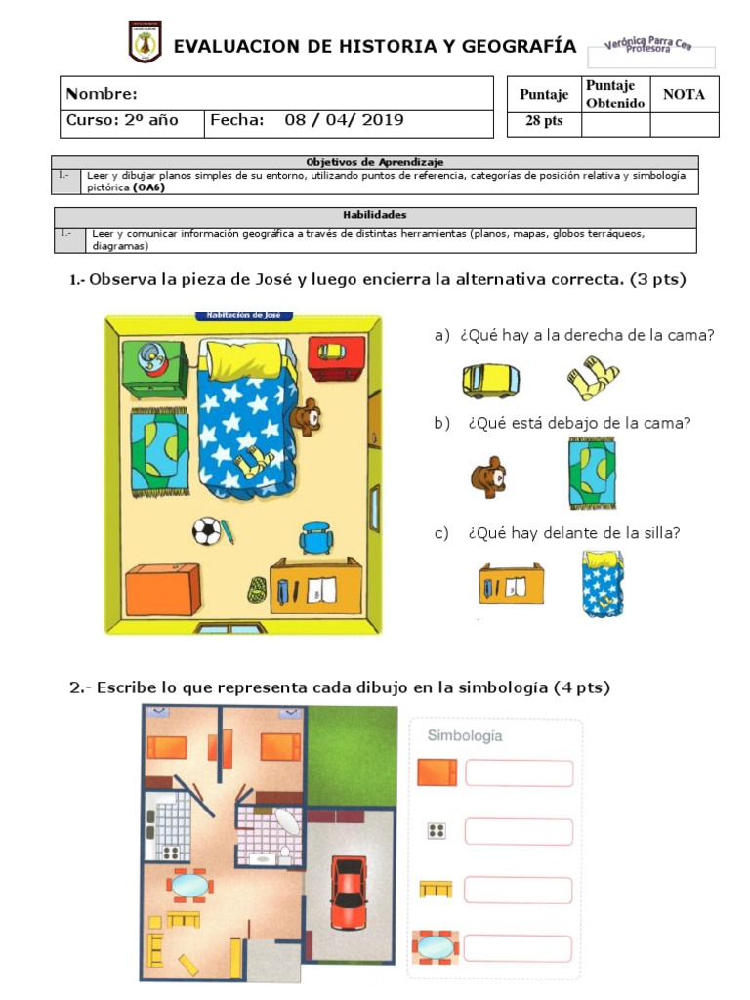 EVALUACION DE HISTORIA Y GEOGRAFÍA
Verónica Parra Cea
Profesora
Nombre:
Curso: 2º año
Fecha: 08 / 04/ 2019
Puntaje
Puntaje Obtenido
NOTA
28 pts
Objetivos de Aprendizaje
1.- Leer y dibujar planos simples de su entorno, utilizando puntos de referencia, categorías de posición relativa y simbología
pictórica (OA6)
Habilidades
1.- Leer y comunicar información geográfica a través de distintas herramientas (planos, mapas, globos terráqueos,
diagramas)
1.- Observa la pieza de José y luego encierra la alternativa correcta. (3 pts)
Habitación de José
a) ¿Qué hay a la derecha de la cama?
b) ¿Qué está debajo de la cama?
c) ¿Qué hay delante de la silla?
2.- Escribe lo que representa cada dibujo en la simbología (4 pts)
Simbología